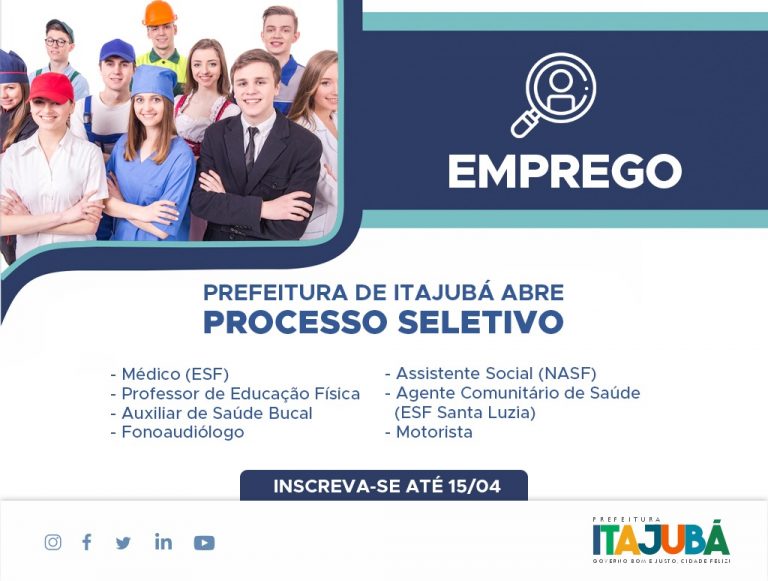 EMPREGO
PREFEITURA DE ITAJUBÁ ABRE
PROCESSO SELETIVO
- Médico (ESF)
- Professor de Educação Física
- Auxiliar de Saúde Bucal
- Fonoaudiólogo
- Assistente Social (NASF)
- Agente Comunitário de Saúde
(ESF Santa Luzia)
- Motorista
INSCREVA-SE ATÉ 15/04
PREFEITURA
ITAJUBÁ
GOVERNO BOM E JUSTO, CIDADE FELIZ!